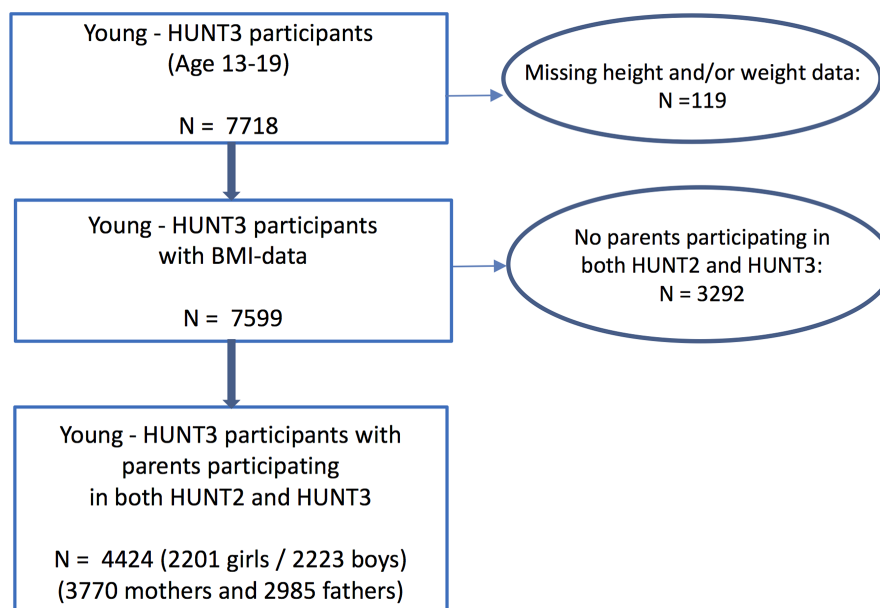 Young - HUNT3 participants
(Age 13-19)
N =  7718
Missing height and/or weight data:
N =119
Young - HUNT3 participants
with BMI-data
N =  7599
No parents participating in
both HUNT2 and HUNT3:
N = 3292
Young - HUNT3 participants with
parents participating
in both HUNT2 and HUNT3
N =  4424 (2201 girls / 2223 boys)
(3770 mothers and 2985 fathers)